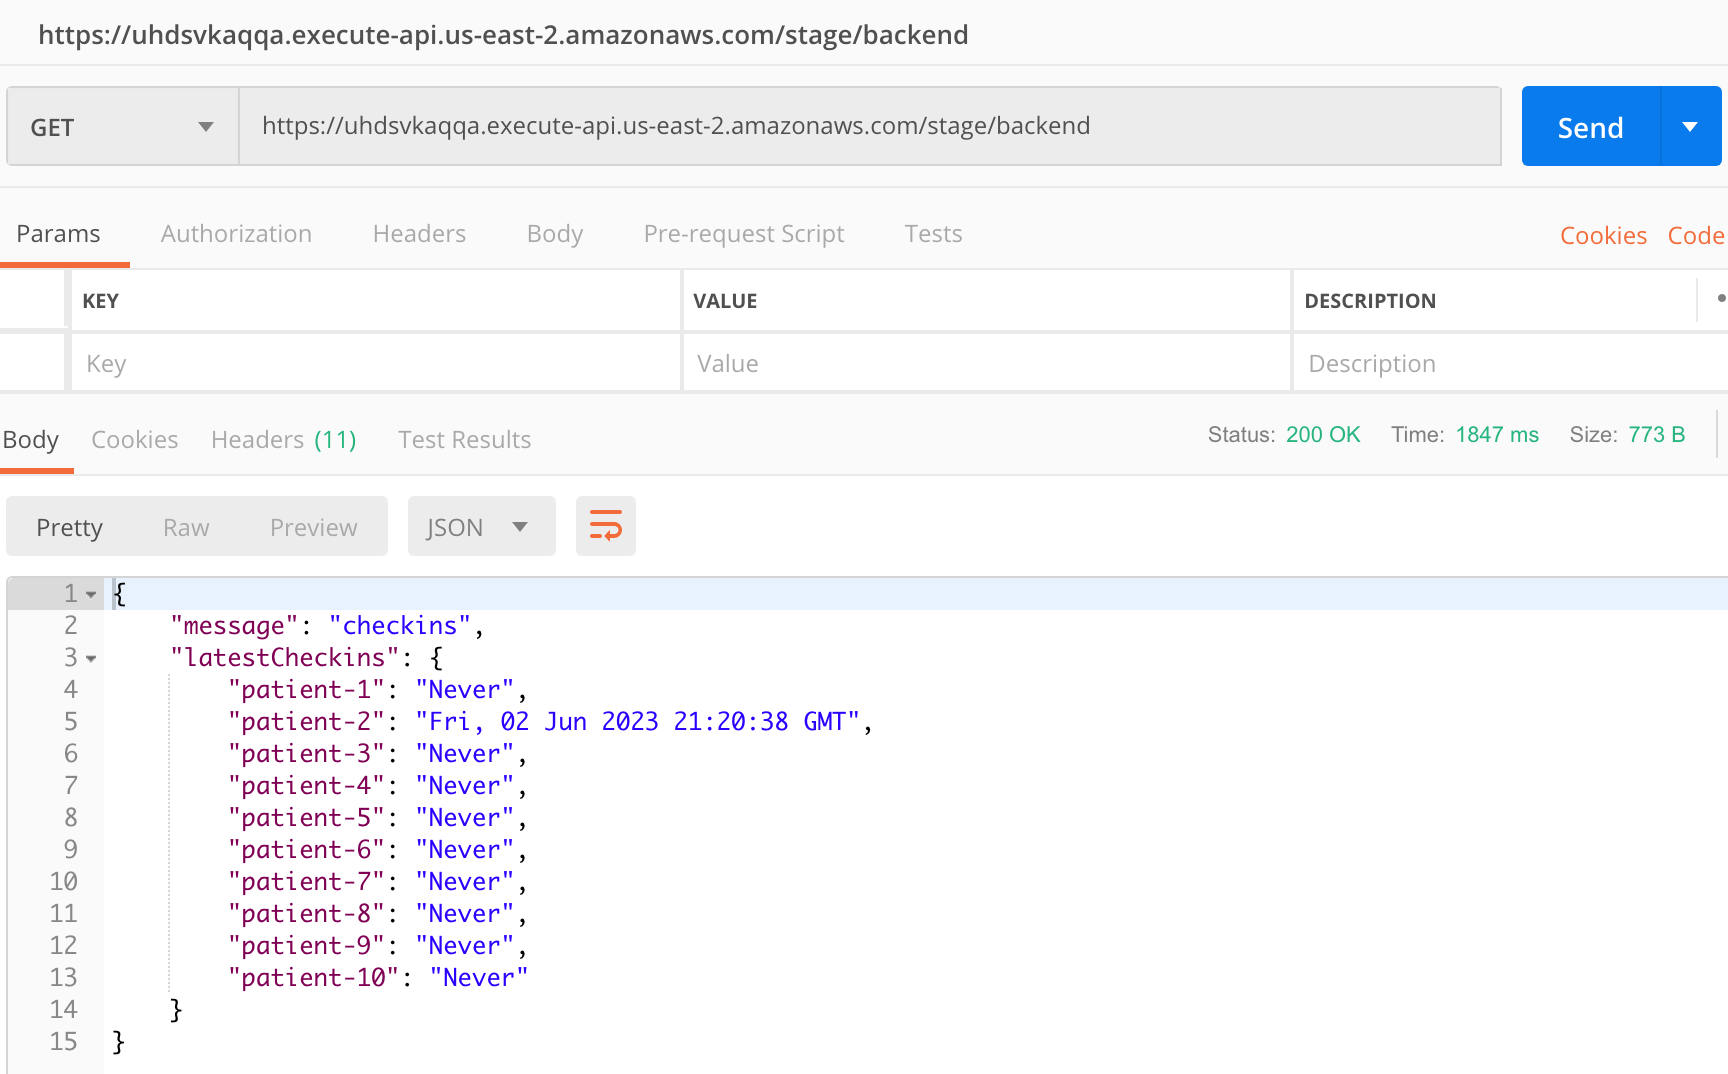 https://uhdsvkaqqa.execute-api.us-east-2.amazonaws.com/stage/backend
GET https://uhdsvkaqqa.execute-api.us-east-2.amazonaws.com/stage/backend Send
Params Authorization Headers Body Pre-request Script Tests Cookies Code
KEY VALUE DESCRIPTION
Key Value Description
Body Cookies Headers (11) Test Results Status: 200 OK Time: 1847 ms Size: 773 B
Pretty Raw Preview JSON
1 {
2 "message": "checkins",
3 "latestCheckins": {
4 "patient-1": "Never",
5 "patient-2": "Fri, 02 Jun 2023 21:20:38 GMT",
6 "patient-3": "Never",
7 "patient-4": "Never",
8 "patient-5": "Never",
9 "patient-6": "Never",
10 "patient-7": "Never",
11 "patient-8": "Never",
12 "patient-9": "Never",
13 "patient-10": "Never"
14 }
15 }